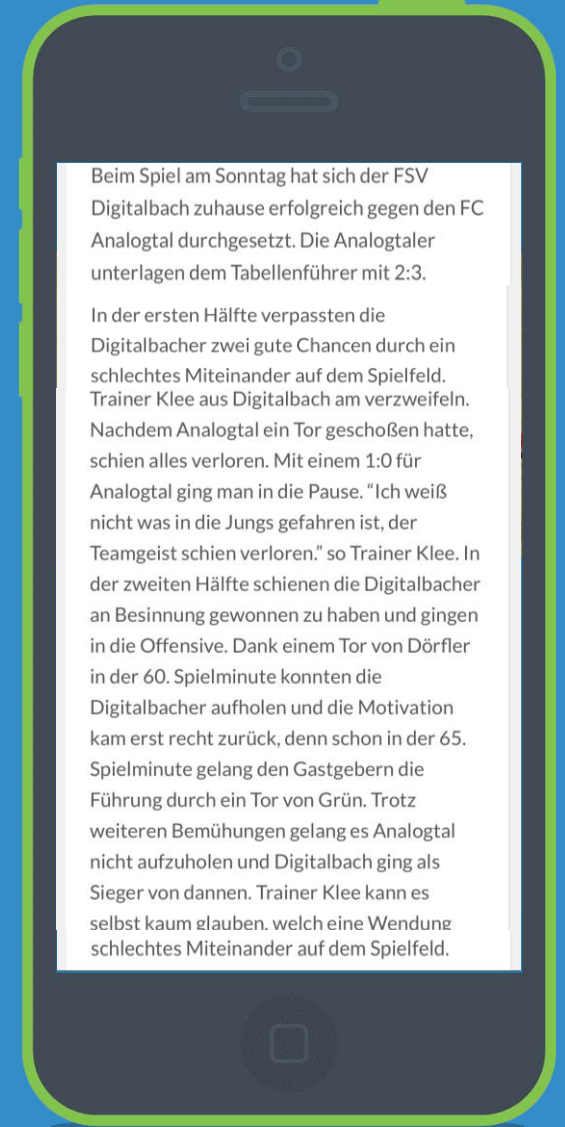 Beim Spiel am Sonntag hat sich der FSV
Digitalbach zuhause erfolgreich gegen den FC
Analogtal durchgesetzt. Die Analogtaler
unterlagen dem Tabellenführer mit 2:3.
In der ersten Hälfte verpassten die
Digitalbacher zwei gute Chancen durch ein
schlechtes Miteinander auf dem Spielfeld.
Trainer Klee aus Digitalbach am verzweifeln.
Nachdem Analogtal ein Tor geschoßen hatte,
schien alles verloren. Mit einem 1:0 für
Analogtal ging man in die Pause. “Ich weiß
nicht was in die Jungs gefahren ist, der
Teamgeist schien verloren.” so Trainer Klee. In
der zweiten Hälfte schienen die Digitalbacher
an Besinnung gewonnen zu haben und gingen
in die Offensive. Dank einem Tor von Dörfler
in der 60. Spielminute konnten die
Digitalbacher aufholen und die Motivation
kam erst recht zurück, denn schon in der 65.
Spielminute gelang den Gastgebern die
Führung durch ein Tor von Grün. Trotz
weiteren Bemühungen gelang es Analogtal
nicht aufzuholen und Digitalbach ging als
Sieger von dannen. Trainer Klee kann es
selbst kaum glauben, welch eine Wendung
schlechtes Miteinander auf dem Spielfeld.